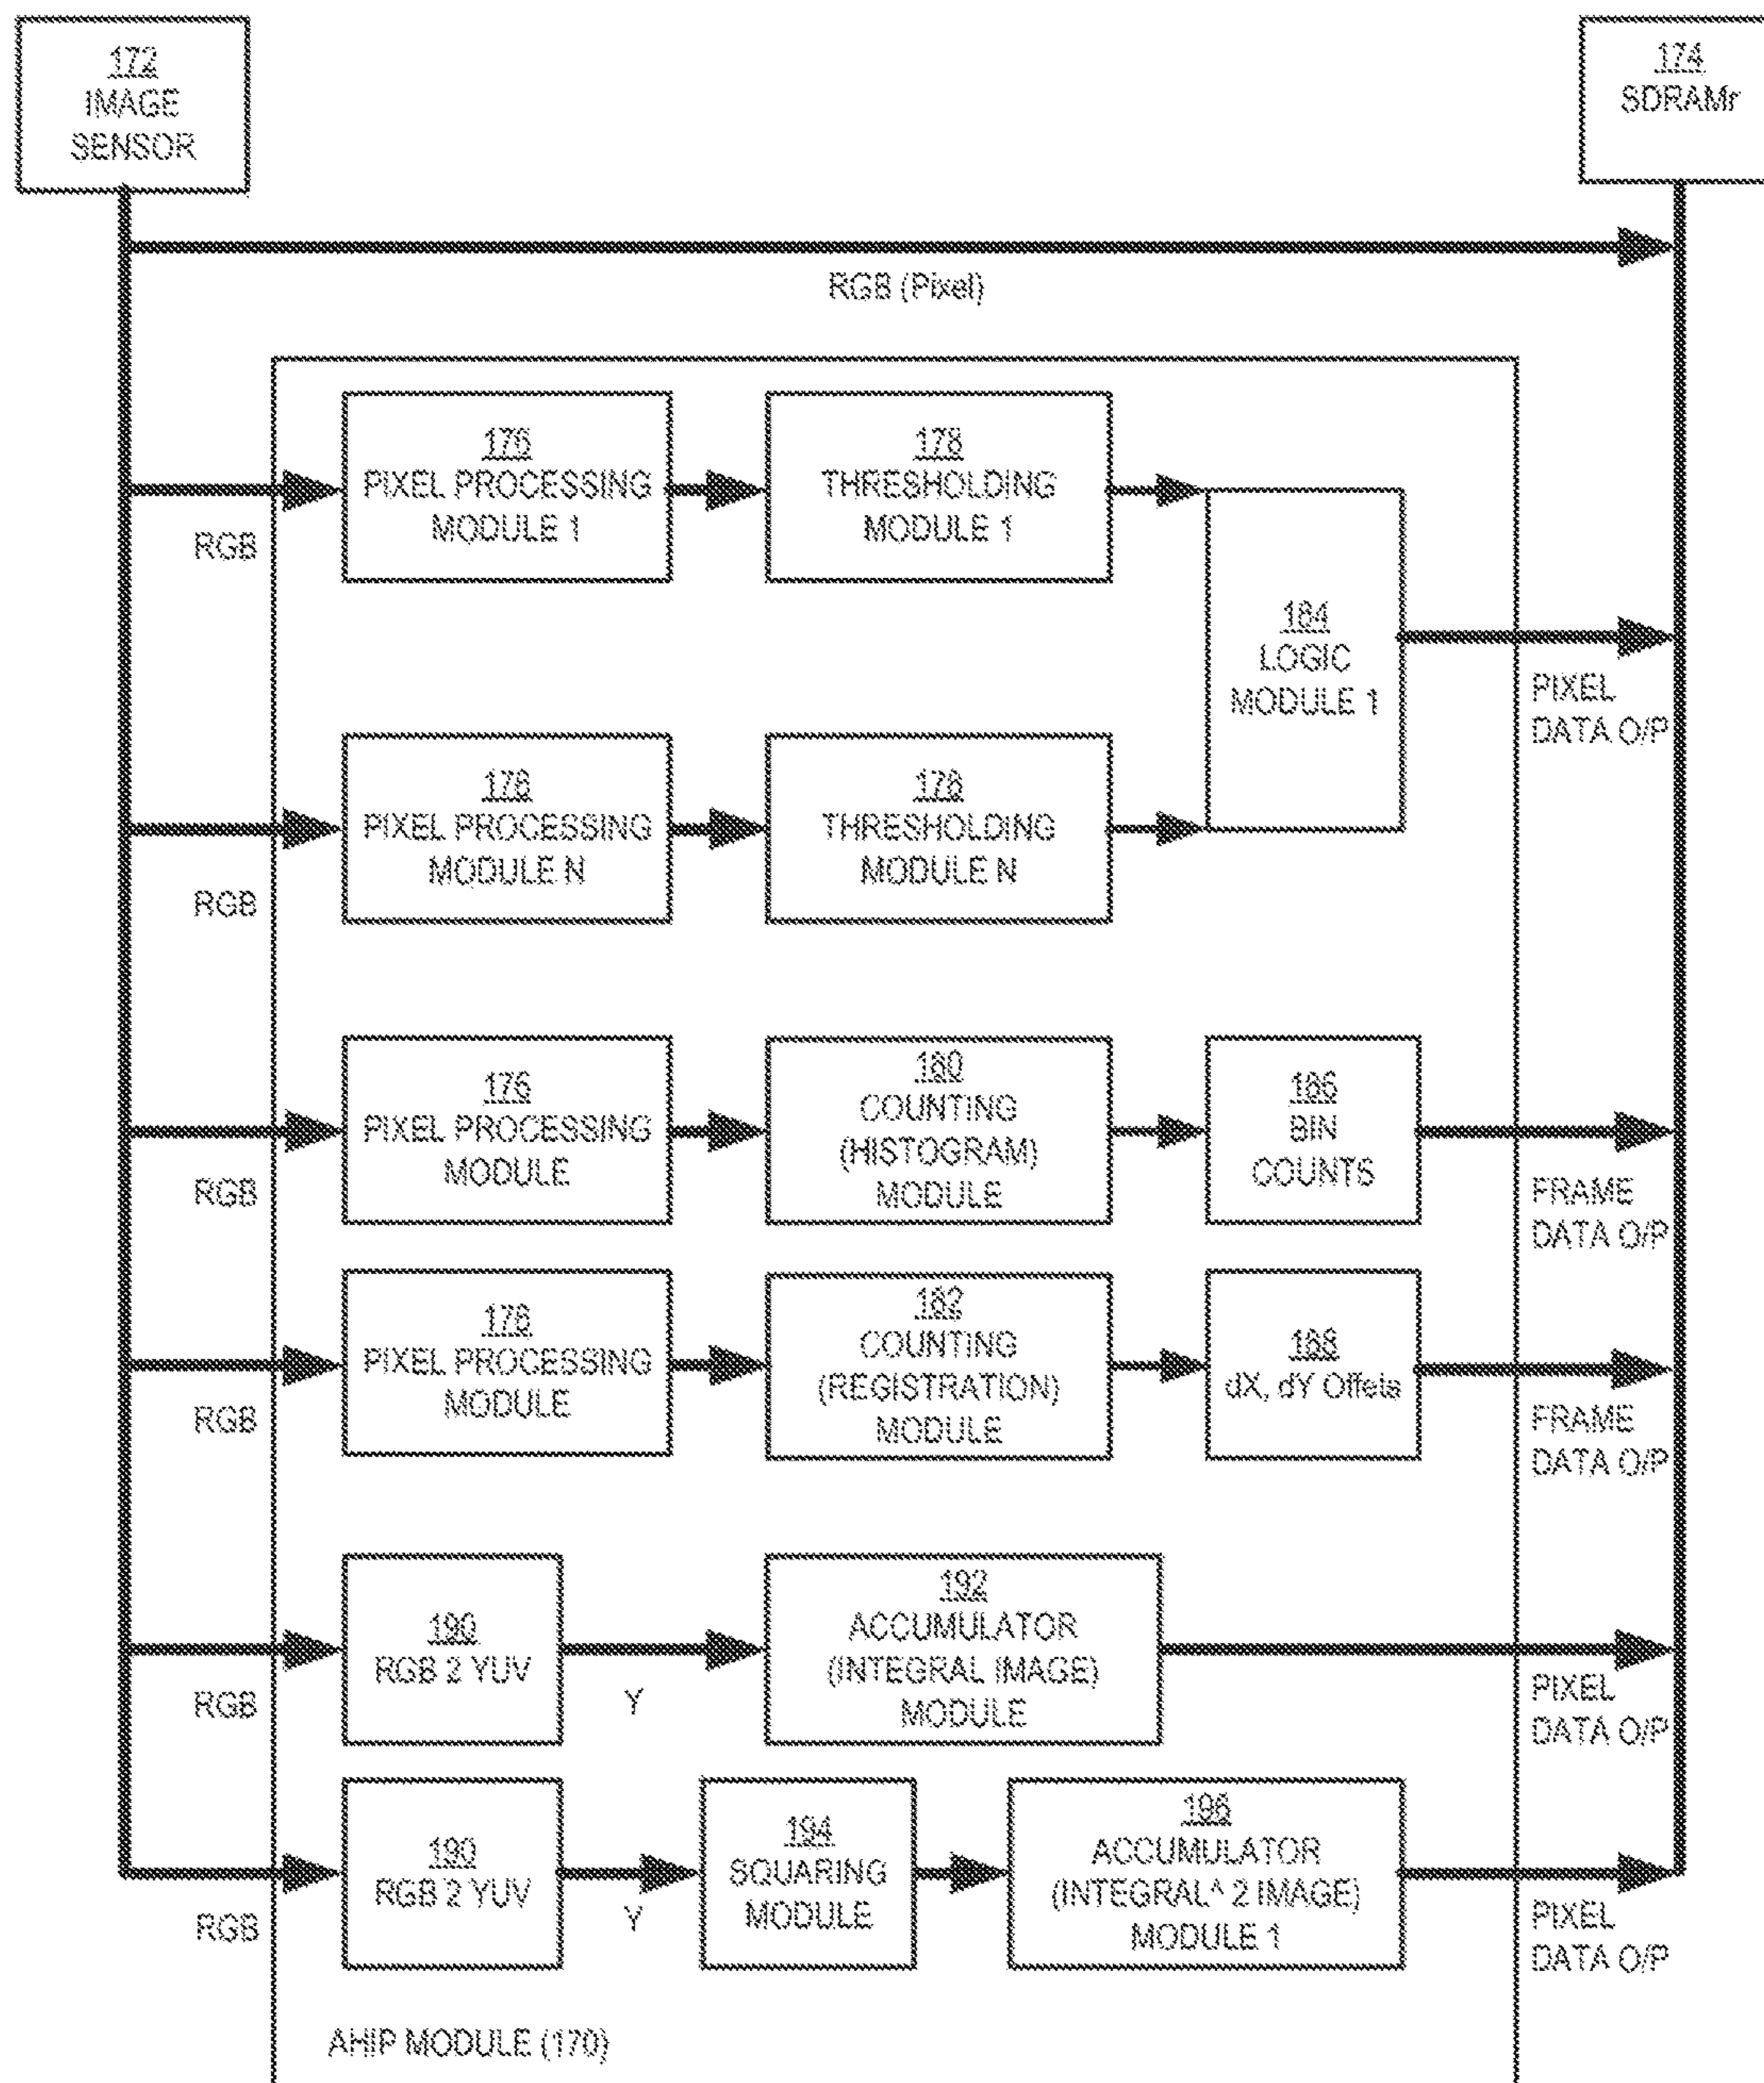 172
IMAGE
SENSOR
174
SDRAMr
RGB (Pixel)
176
PIXEL PROCESSING
MODULE 1
178
THRESHOLDING
MODULE 1
RGB
184
LOGIC
MODULE 1
PIXEL
DATA O/P
176
PIXEL PROCESSING
MODULE N
178
THRESHOLDING
MODULE N
RGB
176
PIXEL PROCESSING
MODULE
180
COUNTING
(HISTOGRAM)
MODULE
186
BIN
COUNTS
RGB
FRAME
DATA O/P
176
PIXEL PROCESSING
MODULE
182
COUNTING
(REGISTRATION)
MODULE
188
dX, dY Offets
RGB
FRAME
DATA O/P
190
RGB 2 YUV
Y
192
ACCUMULATOR
(INTEGRAL IMAGE)
MODULE
RGB
PIXEL
DATA O/P
190
RGB 2 YUV
Y
194
SQUARING
MODULE
196
ACCUMULATOR
(INTEGRAL^ 2 IMAGE)
MODULE 1
RGB
PIXEL
DATA O/P
AHIP MODULE (170)